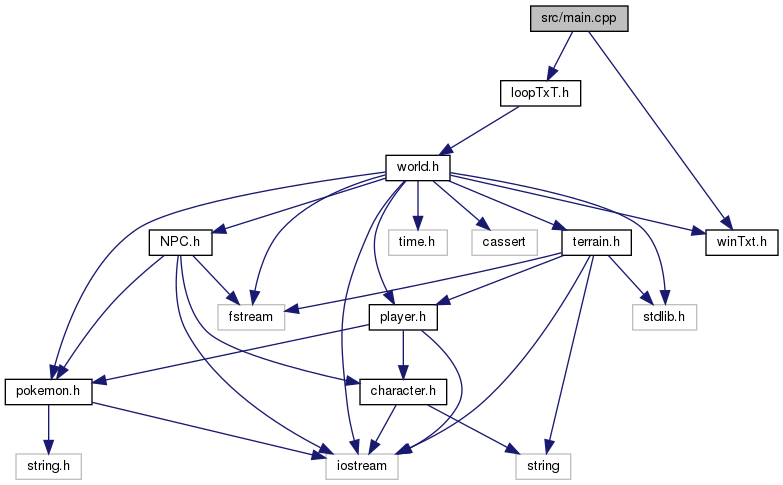 src/main.cpp
loopTxT.h
world.h
NPC.h
time.h
cassert
terrain.h
winTxt.h
fstream
player.h
stdlib.h
pokemon.h
character.h
string.h
iostream
string